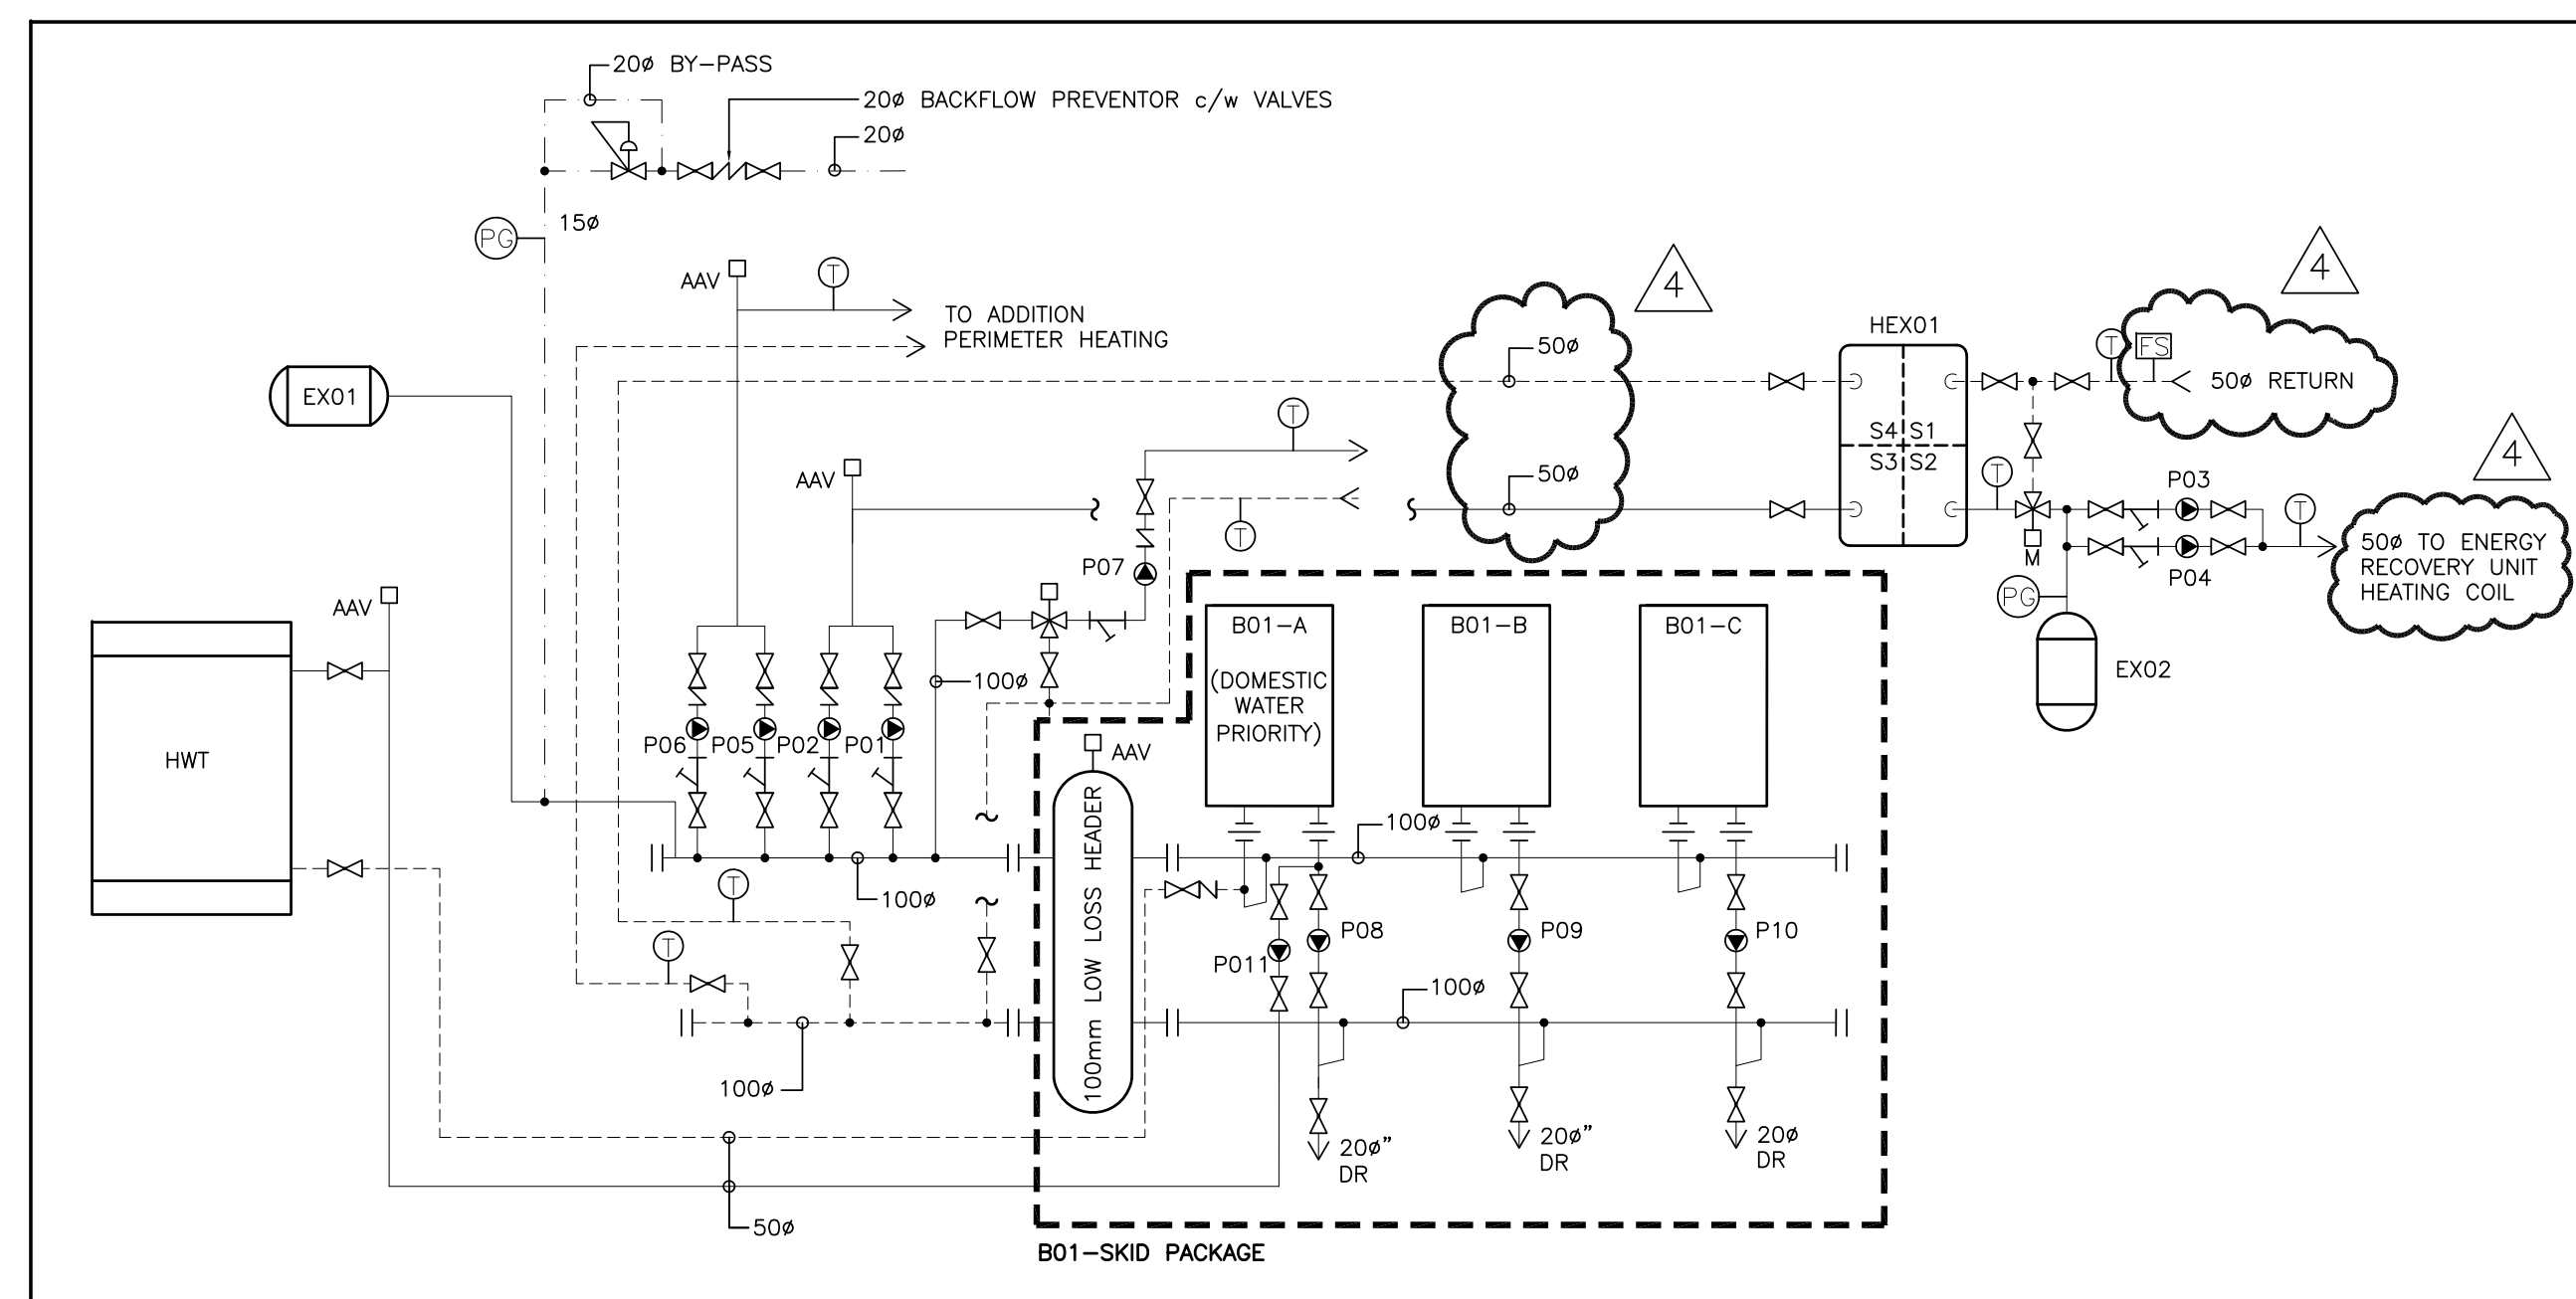 20ø BY-PASS
20ø BACKFLOW PREVENTOR c/w VALVES
20ø
15ø
PG
AAV
T
TO ADDITION
PERIMETER HEATING
4
4
HEX01
50ø
T
FS
50ø RETURN
EX01
T
S4 S1
S3 S2
4
AAV
50ø
T
P03
T
T
M
50ø TO ENERGY
RECOVERY UNIT
HEATING COIL
P04
P07
PG
AAV
B01-A
B01-B
B01-C
(DOMESTIC
WATER
PRIORITY)
EX02
100ø
P06
P05
P02
P01
AAV
HWT
100mm LOW LOSS HEADER
100ø
T
100ø
P08
P09
P10
T
P011
100ø
100ø
20ø”
DR
20ø”
DR
20ø
DR
50ø
B01-SKID PACKAGE